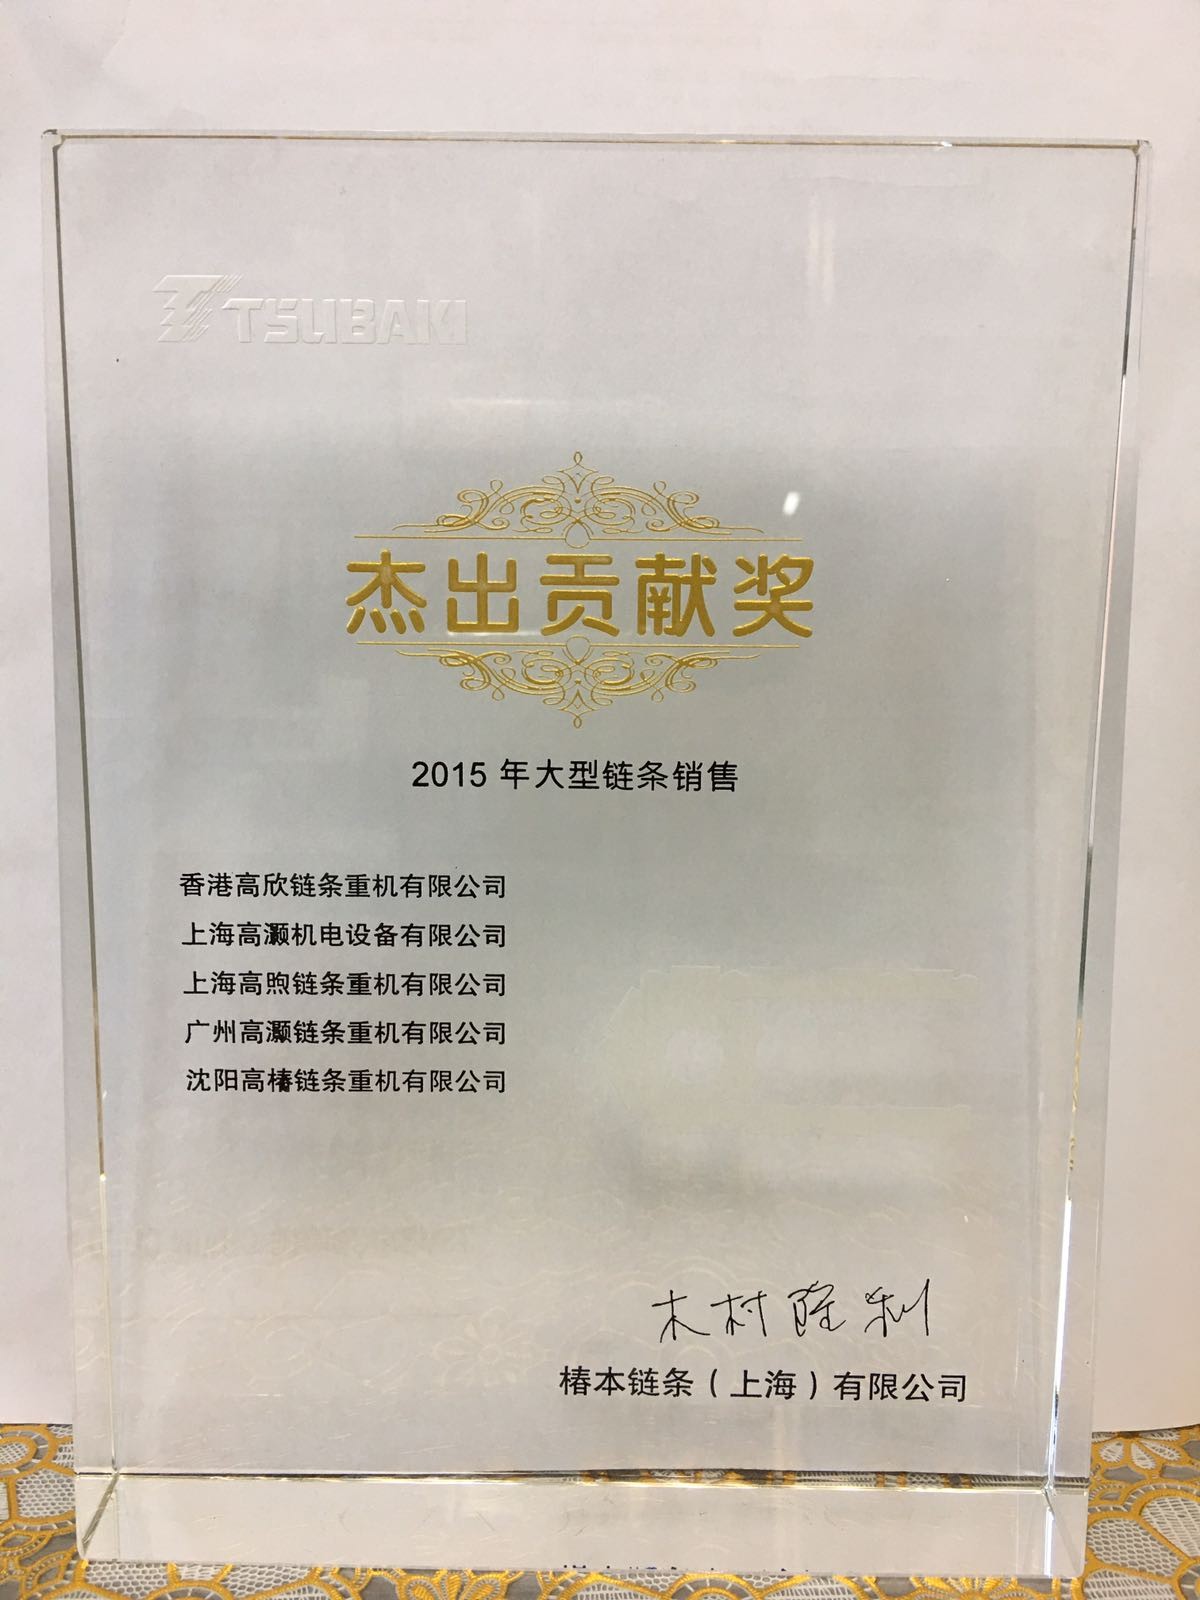 TSUBAKI
杰出贡献奖
2015 年大型链条销售
香港高欣链条重机有限公司
上海高灏机电设备有限公司
上海高煦链条重机有限公司
广州高灏链条重机有限公司
沈阳高椿链条重机有限公司
木村隆利
椿本链条（上海）有限公司